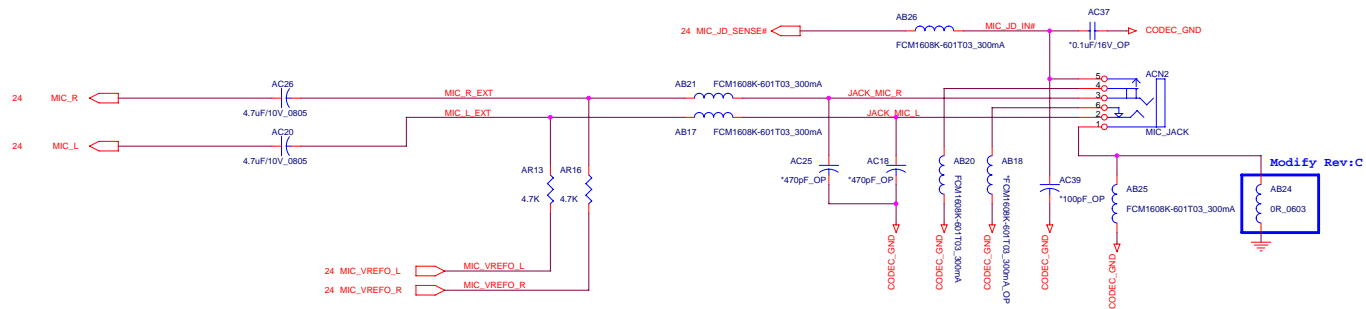 AB26
AC37
24 MIC_JD_SENSE#
MIC_JD_IN#
CODEC_GND
FCM1608K-601T03_300mA
*0.1uF/16V_OP
AC26
AB21
FCM1608K-601T03_300mA
ACN2
5
4
3
6
2
1
24 MIC_R
MIC_R_EXT
JACK_MIC_R
4.7uF/10V_0805
MIC_L_EXT
JACK_MIC_L
AC20
AB17
FCM1608K-601T03_300mA
MIC_JACK
24 MIC_L
4.7uF/10V_0805
AR13
4.7K
AR16
4.7K
AC25
*470pF_OP
AC18
*470pF_OP
AB20
FCM1608K-601T03_300mA
AB18
*FCM1608K-601T03_300mA_OP
AC39
*100pF_OP
AB25
FCM1608K-601T03_300mA
Modify Rev:C
AB24
0R_0603
CODEC_GND
CODEC_GND
CODEC_GND
CODEC_GND
CODEC_GND
24 MIC_VREFO_L
MIC_VREFO_L
24 MIC_VREFO_R
MIC_VREFO_R